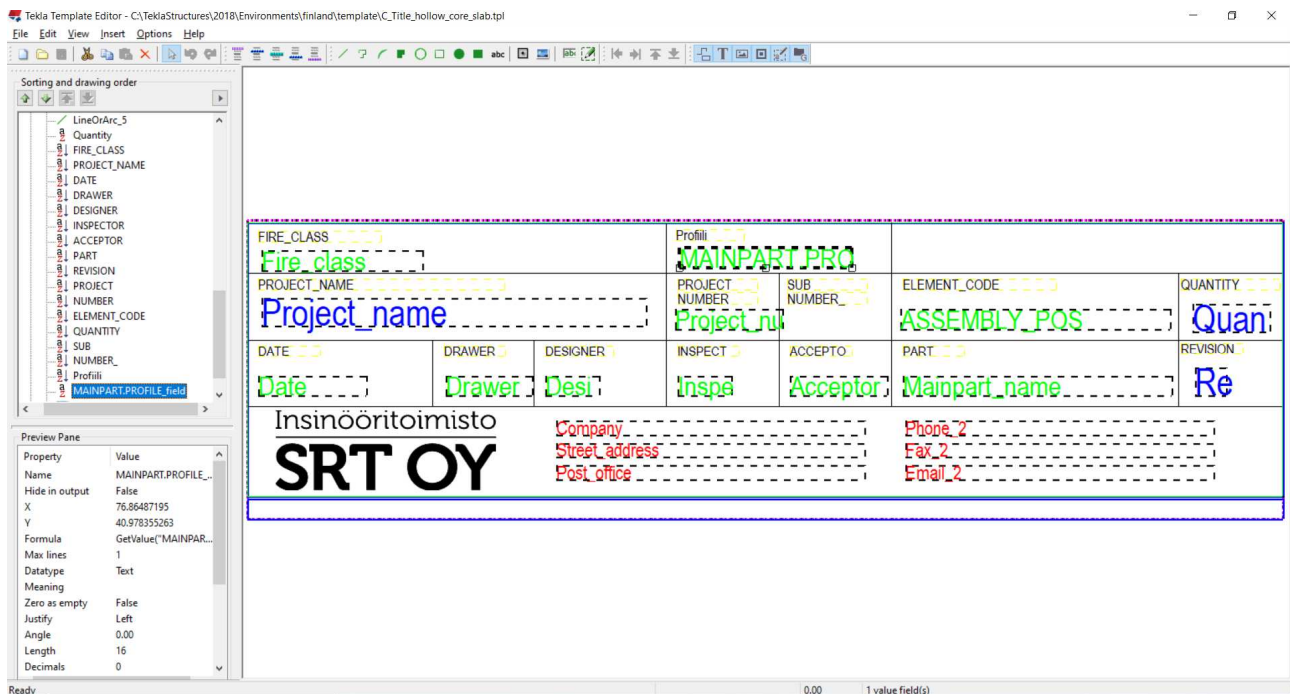 Tekla Template Editor - C:\TeklaStructures\2018\Environments\finland\template\C_Title_hollow_core_slab.tpl
File Edit View Insert Options Help
abc ab T
Sorting and drawing order
LineOrArc_5
Quantity
FIRE_CLASS
PROJECT_NAME
DATE
DRAWER
DESIGNER
INSPECTOR
ACCEPTOR
PART
REVISION
PROJECT
NUMBER
ELEMENT_CODE
QUANTITY
SUB
NUMBER_
Profiili
MAINPART.PROFILE_field
Preview Pane
Property Value
Name MAINPART.PROFILE_..
Hide in output False
X 76.86487195
Y 40.978355263
Formula GetValue("MAINPAR...
Max lines 1
Datatype Text
Meaning
Zero as empty False
Justify Left
Angle 0.00
Length 16
Decimals 0
FIRE_CLASS Profiili
Fire_class MAINPART.PRO
PROJECT_NAME PROJECT SUB ELEMENT_CODE QUANTITY
NUMBER NUMBER_
Project_name Project_nu ASSEMBLY_POS Quan
DATE DRAWER DESIGNER INSPECT ACCEPTO PART REVISION
Date Drawer Desi Inspe Acceptor Mainpart_name Re
Insinööritoimisto
SRT OY
Company Phone_2
Street_address Fax_2
Post_office Email_2
Ready 0.00 1 value field(s)